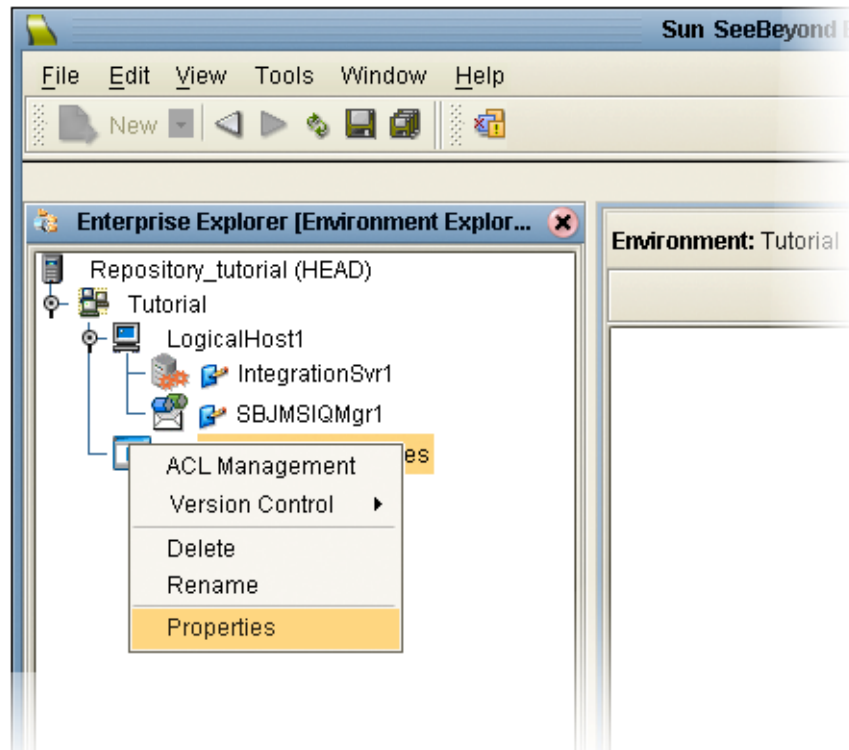 Sun SeeBeyond
File Edit View Tools Window Help
New
Enterprise Explorer [Environment Explor...
Environment: Tutorial
Repository_tutorial (HEAD)
Tutorial
LogicalHost1
IntegrationSvr1
SBJMSIQMgr1
es
ACL Management
Version Control
Delete
Rename
Properties